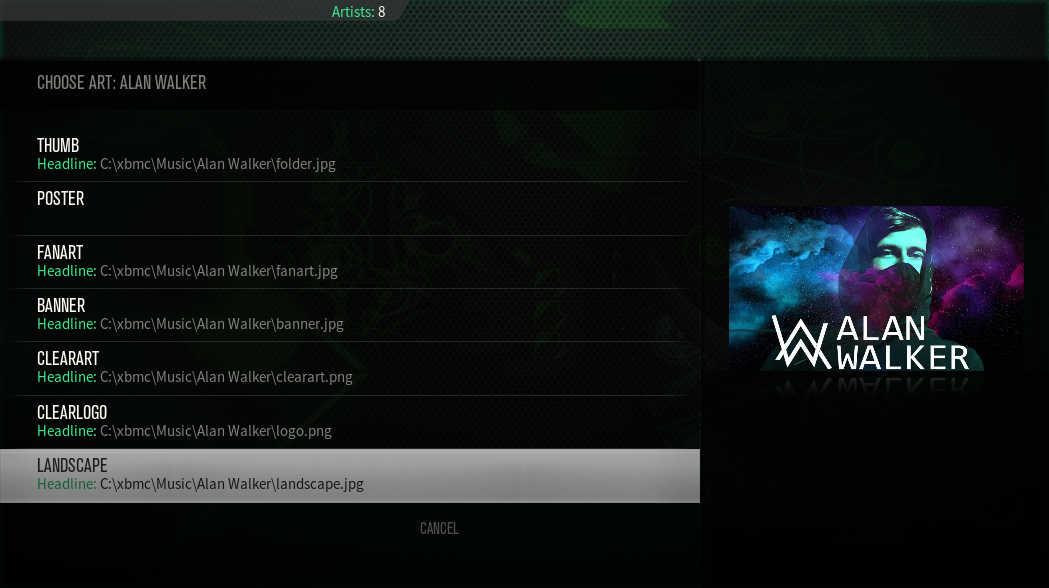 Artists: 8
CHOOSE ART: ALAN WALKER
THUMB
Headline: C:\xbmc\Music\Alan Walker\folder.jpg
POSTER
FANART
Headline: C:\xbmc\Music\Alan Walker\fanart.jpg
BANNER
Headline: C:\xbmc\Music\Alan Walker\banner.jpg
CLEARART
Headline: C:\xbmc\Music\Alan Walker\clearart.png
CLEARLOGO
Headline: C:\xbmc\Music\Alan Walker\logo.png
LANDSCAPE
Headline: C:\xbmc\Music\Alan Walker\landscape.jpg
CANCEL
ALAN
WALKER